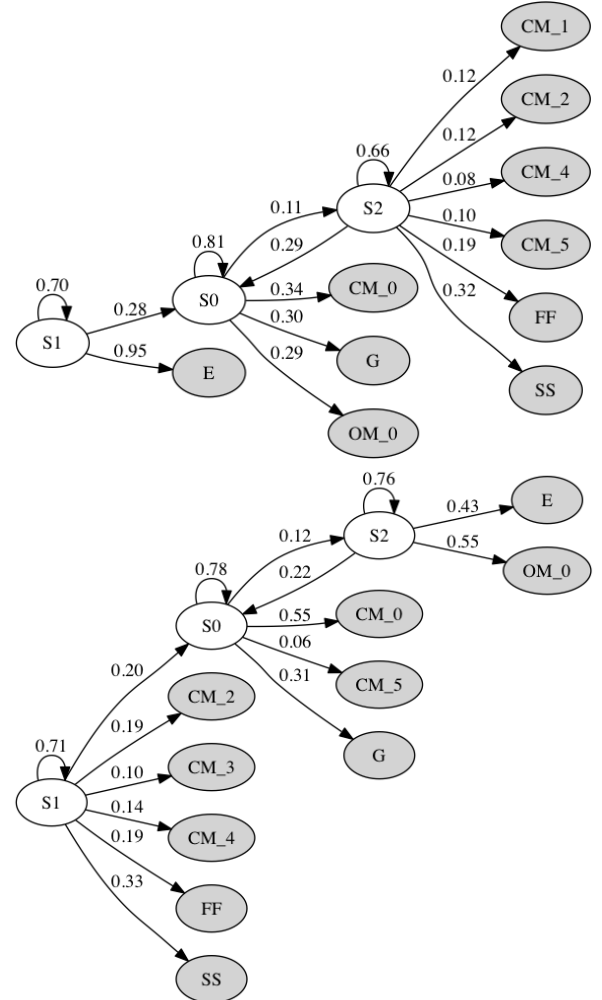 CM_1
0.12
CM_2
0.12
0.66
CM_4
0.08
S2
0.11
0.10
CM_5
0.29
0.19
0.81
0.32
0.34
CM_0
S0
0.70
0.30
FF
0.28
S1
0.29
G
0.95
E
SS
OM_0
0.76
E
0.43
0.12
S2
0.55
0.78
0.22
OM_0
0.55
CM_0
S0
0.06
0.20
0.31
CM_5
CM_2
0.19
0.71
G
0.10
CM_3
S1
0.14
0.19
CM_4
0.33
FF
SS